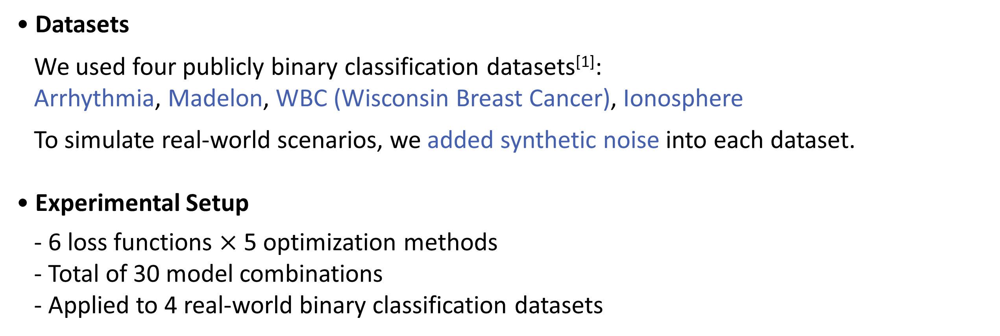 • Datasets
We used four publicly binary classification datasets[1]:
Arrhythmia, Madelon, WBC (Wisconsin Breast Cancer), Ionosphere
To simulate real-world scenarios, we added synthetic noise into each dataset.
• Experimental Setup
- 6 loss functions × 5 optimization methods
- Total of 30 model combinations
- Applied to 4 real-world binary classification datasets